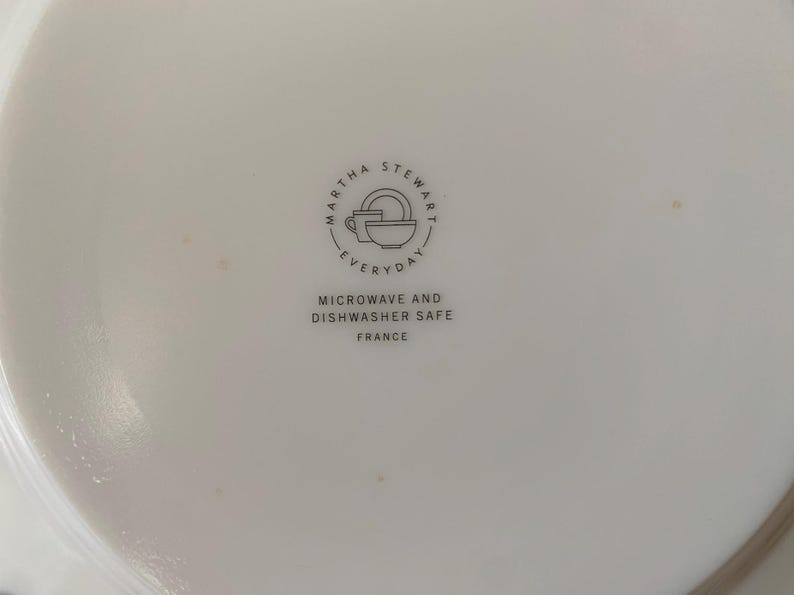 MARTHA STEWART
EVERYDAY
MICROWAVE AND
DISHWASHER SAFE
FRANCE